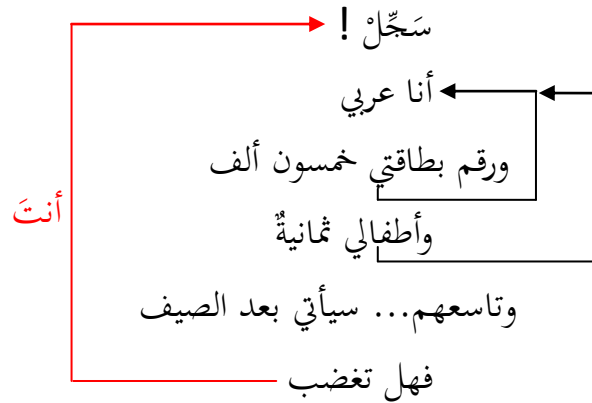 سَجِّلْ !
أنا عربي
ورقم بطاقتي خمسون ألف
وأطفالي ثمانيةٌ
أنتَ
وتاسعهم... سيأتي بعد الصيف
فهل تغضب